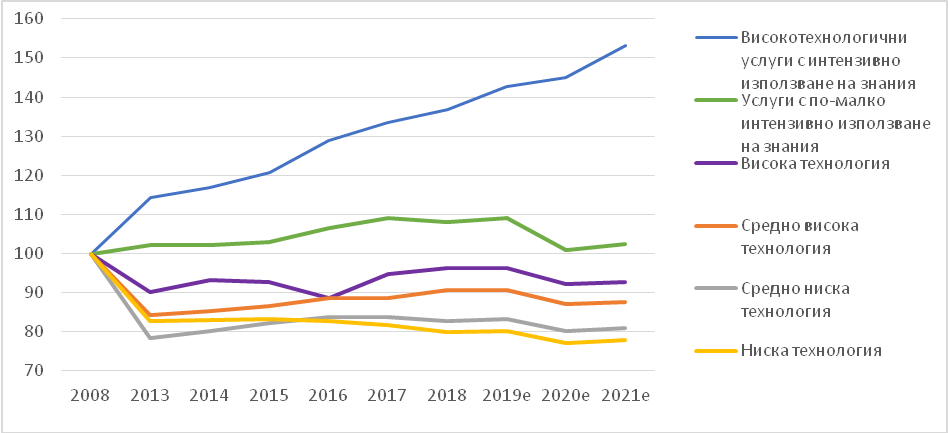 160
150
140
130
120
110
100
90
80
70
2008 2013 2014 2015 2016 2017 2018 2019e 2020e 2021e
Високотехнологични
услуги с интензивно
използване на знания
Услуги с по-малко
интензивно използване
на знания
Висока технология
Средно висока
технология
Средно ниска
технология
Ниска технология